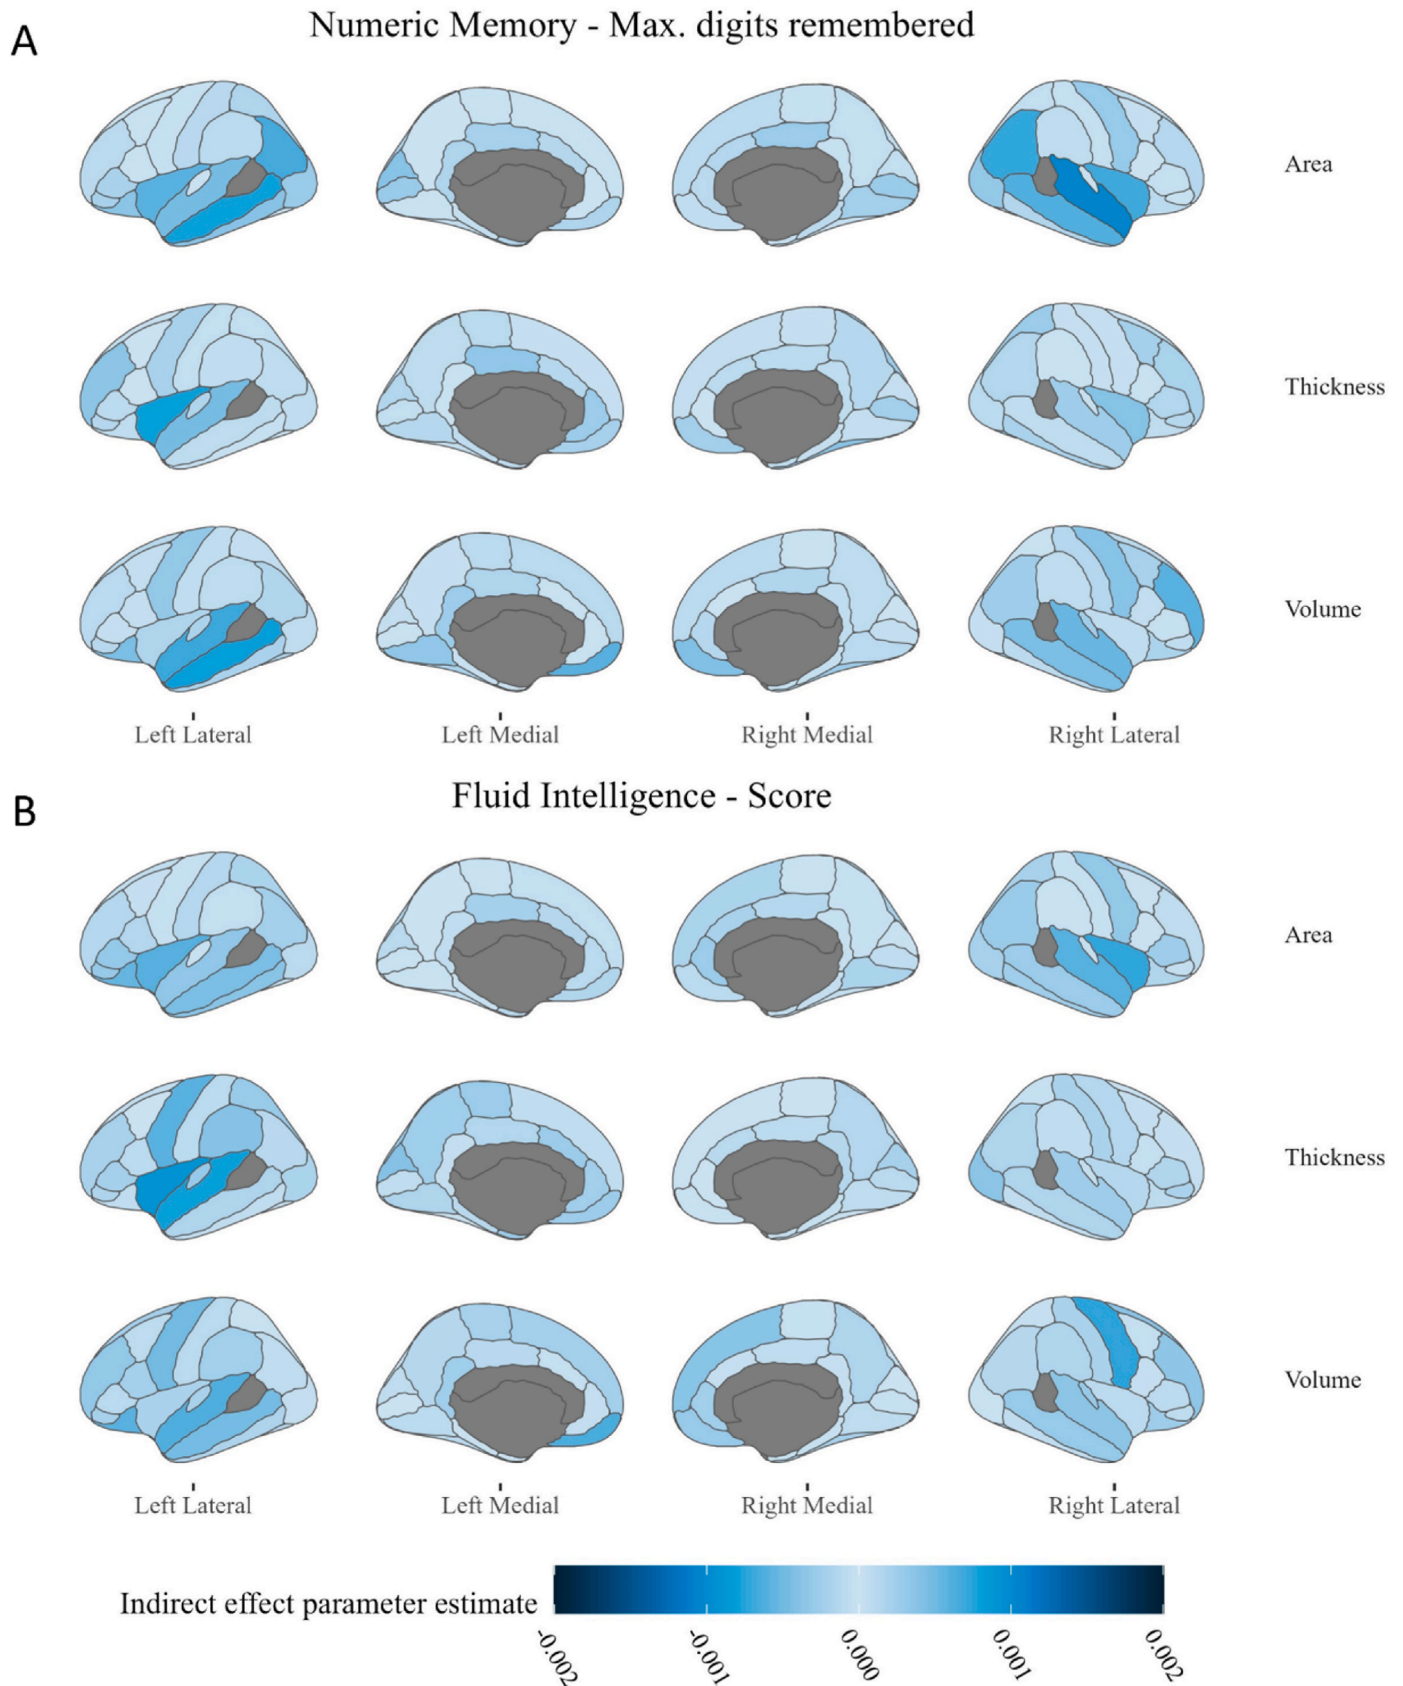 A
Numeric Memory - Max. digits remembered
Area
Thickness
Volume
Left Lateral
Left Medial
Right Medial
Right Lateral
B
Fluid Intelligence - Score
Area
Thickness
Volume
Left Lateral
Left Medial
Right Medial
Right Lateral
Indirect effect parameter estimate
-0.002
-0.001
0.000
0.001
0.002